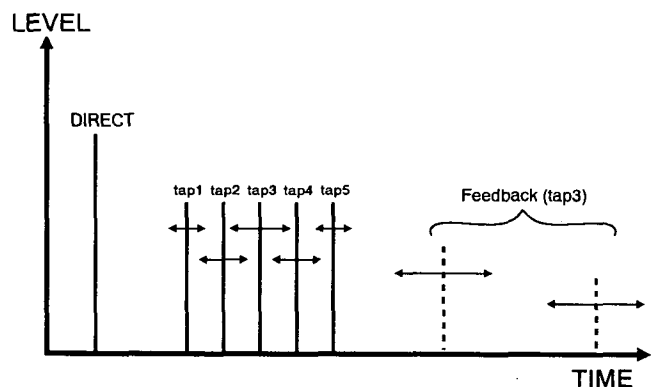 LEVEL
DIRECT
tap1 tap2 tap3 tap4 tap5
Feedback (tap3)
TIME